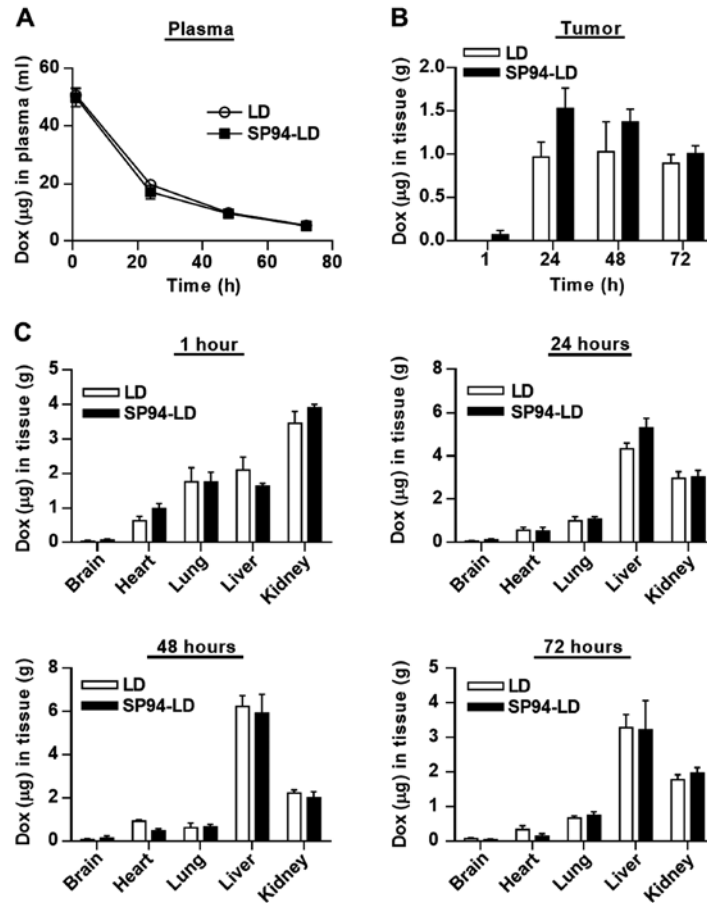 A
Plasma
Dox (μg) in plasma (ml)
60
40
20
0
LD
SP94-LD
0 20 40 60 80
Time (h)
B
Tumor
Dox (μg) in tissue (g)
2.0
1.5
1.0
0.5
0.0
LD
SP94-LD
1 24 48 72
Time (h)
C
1 hour
Dox (μg) in tissue (g)
5
4
3
2
1
0
LD
SP94-LD
Brain Heart Lung Liver Kidney
24 hours
Dox (μg) in tissue (g)
8
6
4
2
0
LD
SP94-LD
Brain Heart Lung Liver Kidney
48 hours
Dox (μg) in tissue (g)
8
6
4
2
0
LD
SP94-LD
Brain Heart Lung Liver Kidney
72 hours
Dox (μg) in tissue (g)
5
4
3
2
1
0
LD
SP94-LD
Brain Heart Lung Liver Kidney